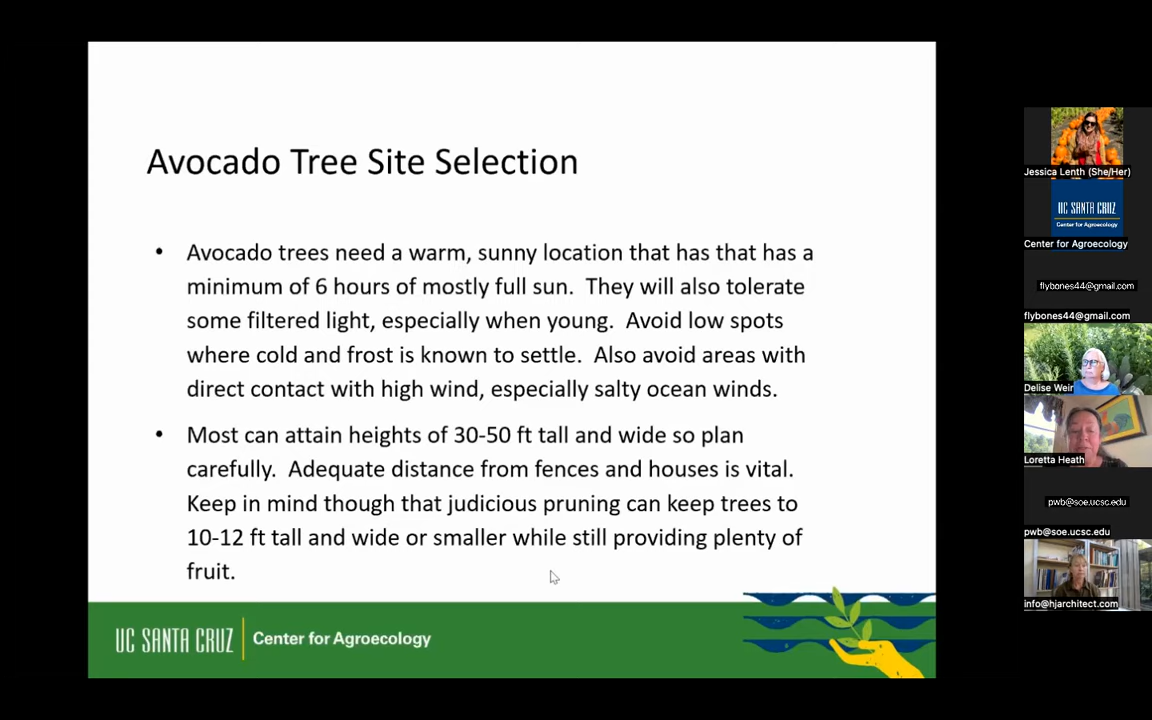 Avocado Tree Site Selection
• Avocado trees need a warm, sunny location that has that has a
minimum of 6 hours of mostly full sun. They will also tolerate
some filtered light, especially when young. Avoid low spots
where cold and frost is known to settle. Also avoid areas with
direct contact with high wind, especially salty ocean winds.
• Most can attain heights of 30-50 ft tall and wide so plan
carefully. Adequate distance from fences and houses is vital.
Keep in mind though that judicious pruning can keep trees to
10-12 ft tall and wide or smaller while still providing plenty of
fruit.
UC SANTA CRUZ
Center for Agroecology
Jessica Lenth (She/Her)
UC SANTA CRUZ
Center for Agroecology
Center for Agroecology
flybones44@gmail.com
flybones44@gmail.com
Delise Weir
Loretta Heath
pwb@soe.ucsc.edu
pwb@soe.ucsc.edu
info@hjarchitect.com